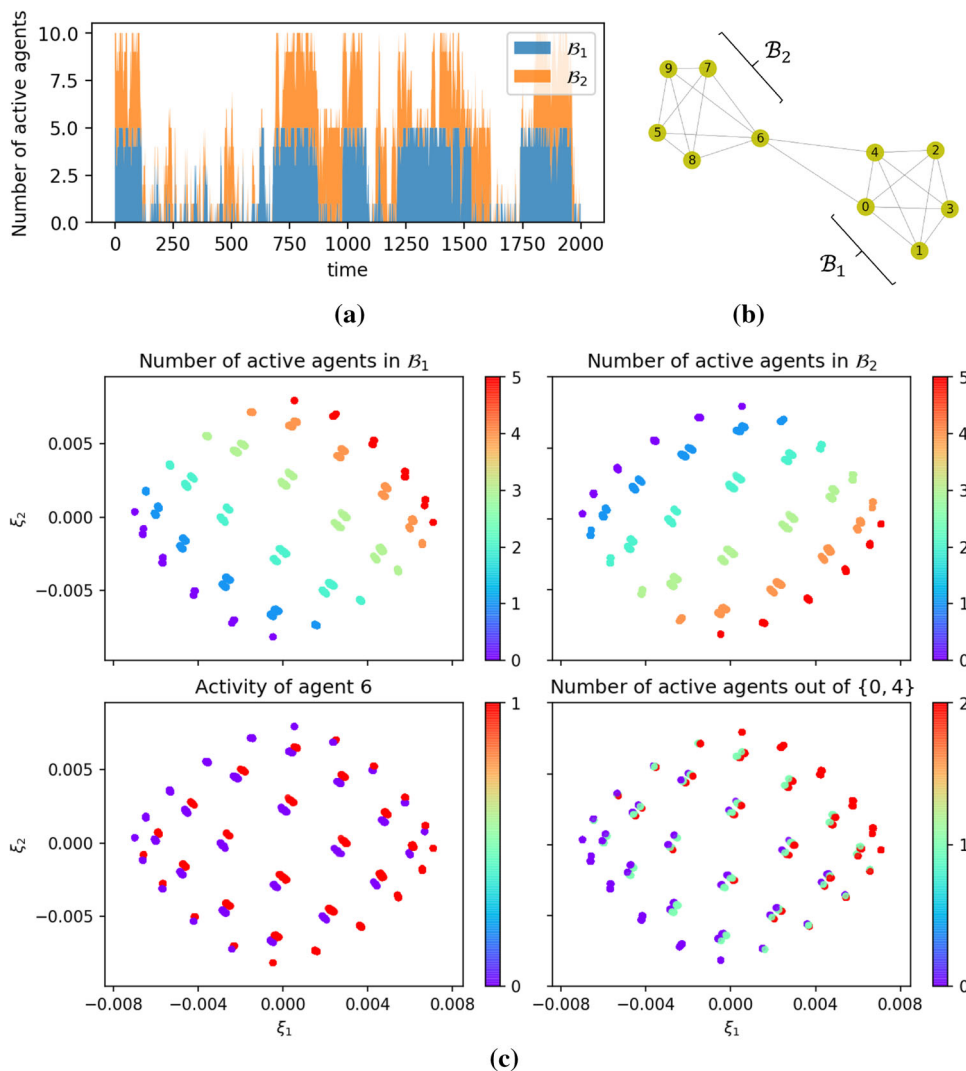 Number of active agents
10.0
7.5
5.0
2.5
0.0
0 250 500 750 1000 1250 1500 1750 2000
time
ℬ₁
ℬ₂
(a)
ℬ₂
9 7
5 6
8
4 2
0 3
1
ℬ₁
(b)
Number of active agents in ℬ₁
0.005
0.000
−0.005
ξ₂
5
4
3
2
1
0
Number of active agents in ℬ₂
5
4
3
2
1
0
Activity of agent 6
0.005
0.000
−0.005
ξ₂
−0.008 −0.004 0.000 0.004 0.008
ξ₁
1
0
Number of active agents out of {0, 4}
−0.008 −0.004 0.000 0.004 0.008
ξ₁
2
1
0
(c)